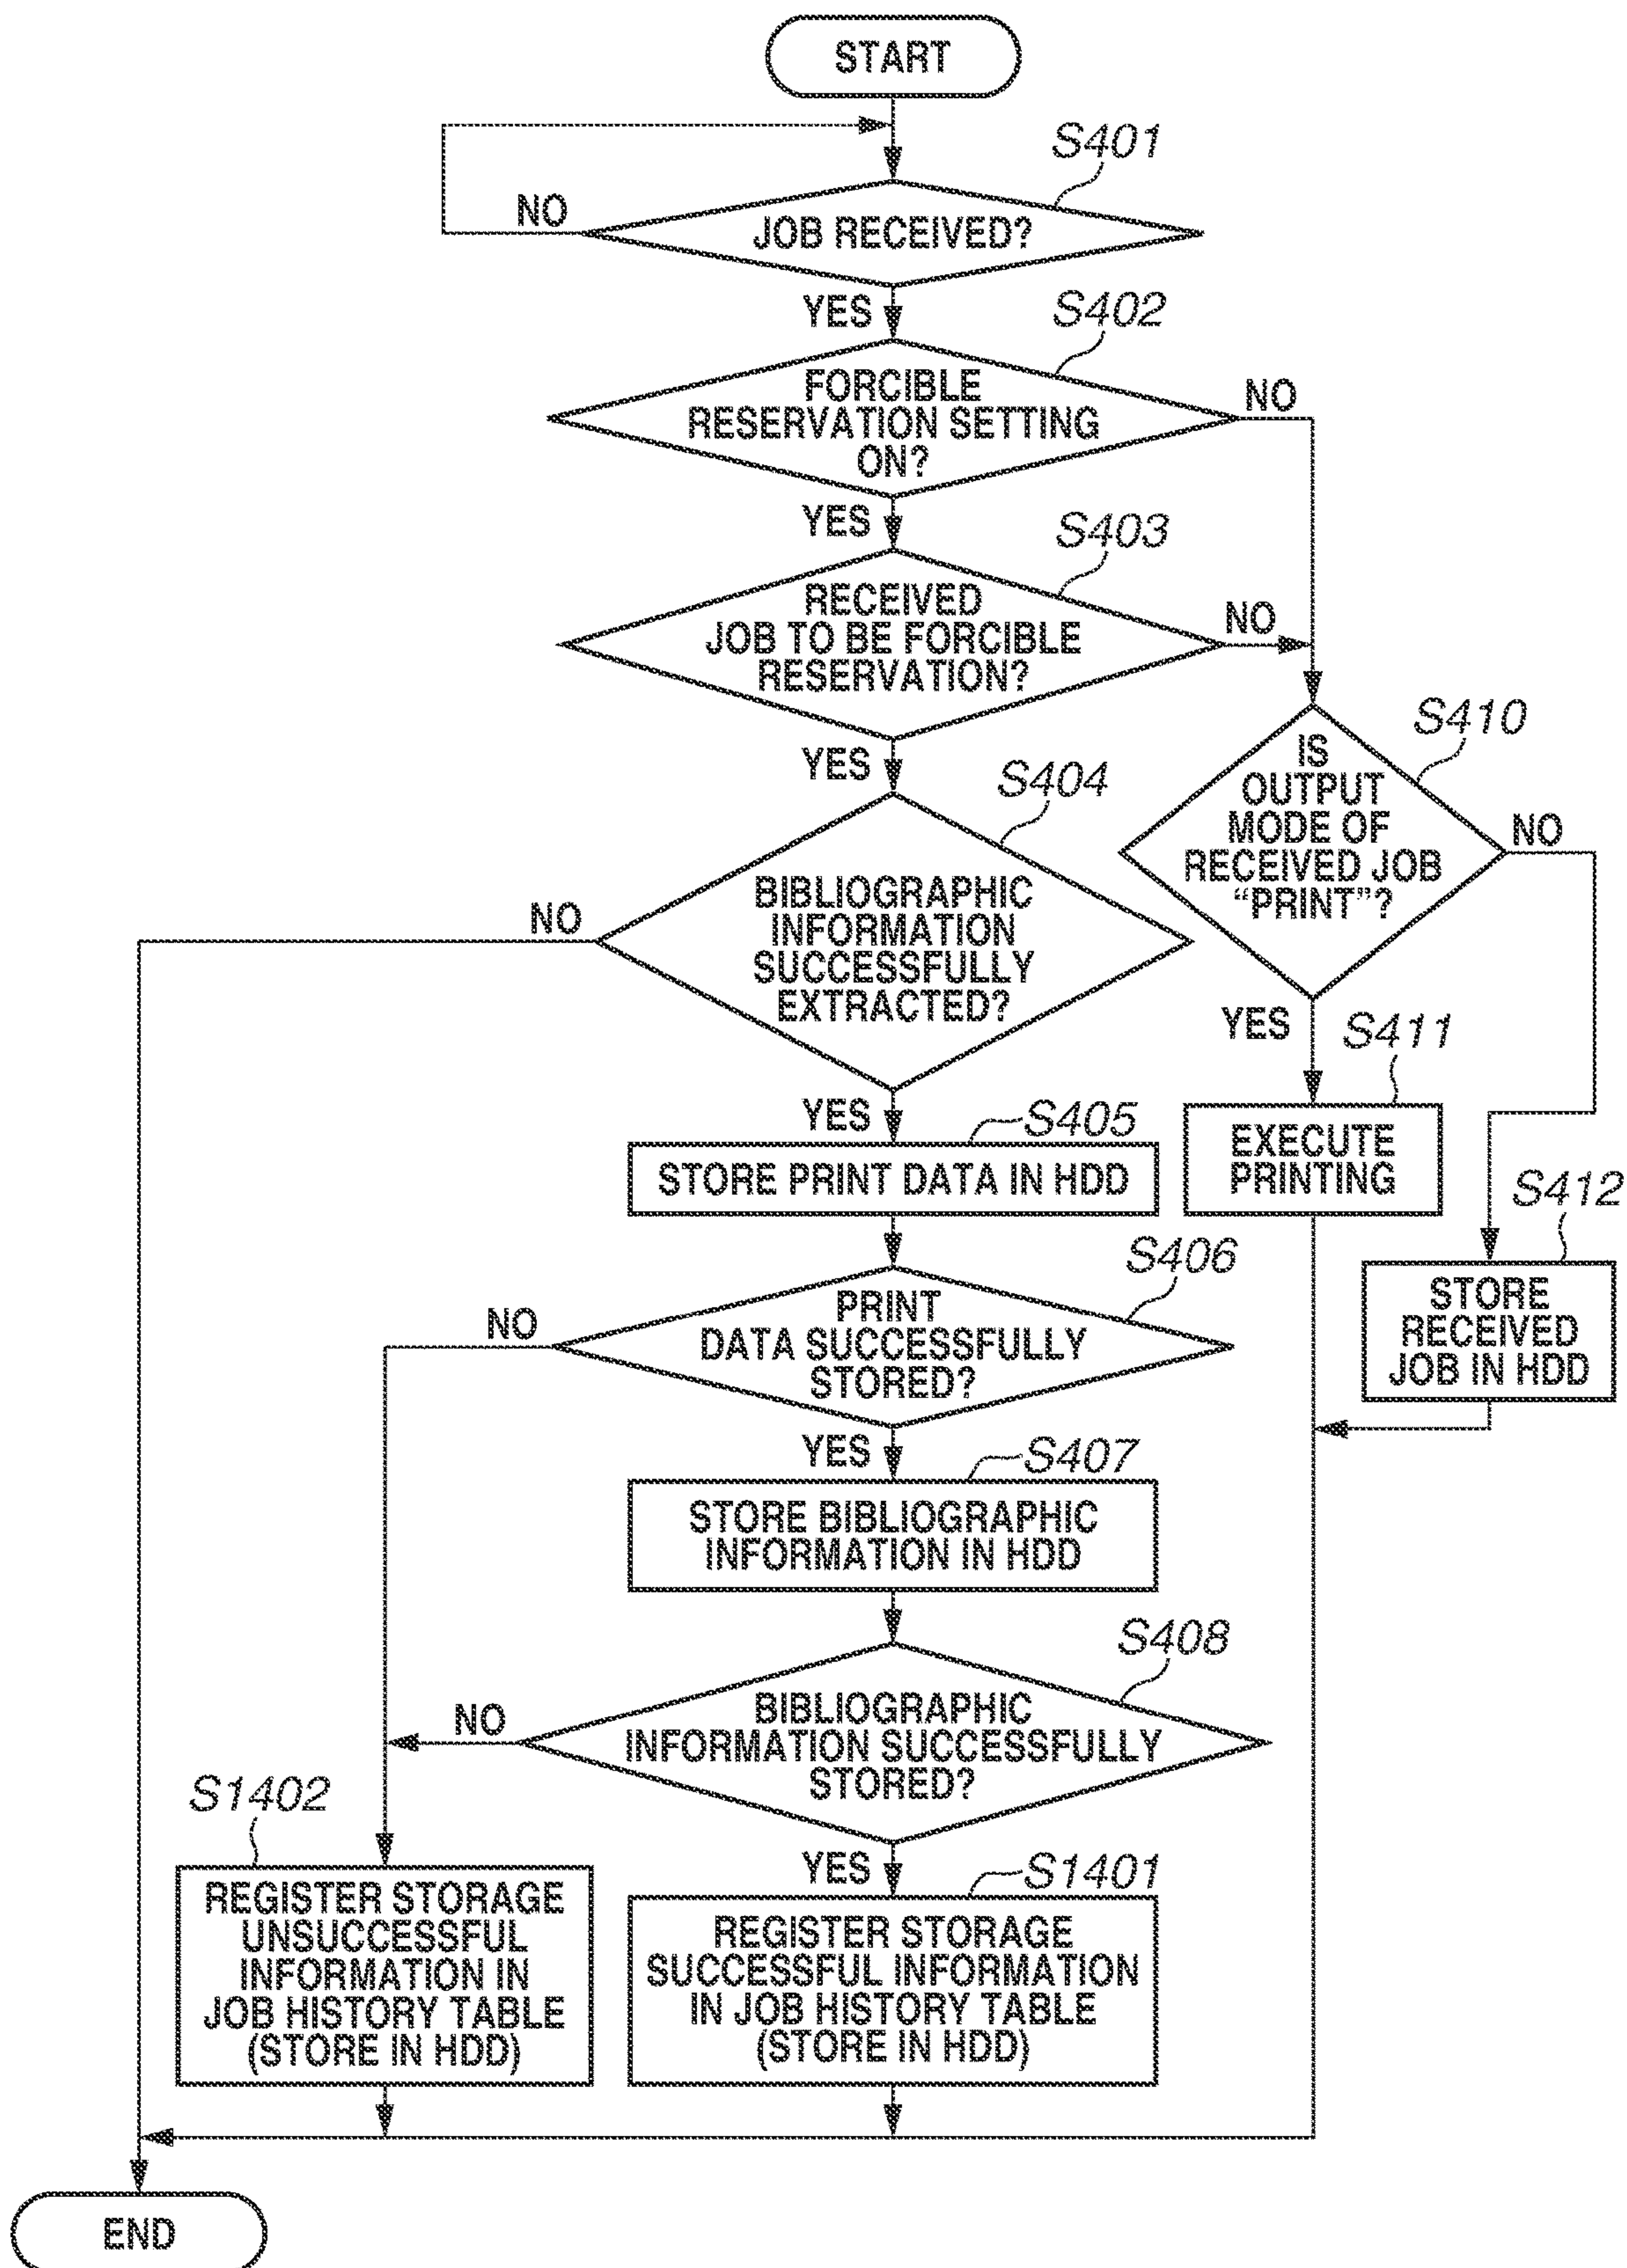 START
S401
NO
JOB RECEIVED?
YES
S402
FORCIBLE
RESERVATION SETTING
ON?
NO
YES
S403
RECEIVED
JOB TO BE FORCIBLE
RESERVATION?
NO
YES
S410
IS
OUTPUT
MODE OF
RECEIVED JOB
“PRINT”?
NO
S404
NO
BIBLIOGRAPHIC
INFORMATION
SUCCESSFULLY
EXTRACTED?
YES
S411
EXECUTE
PRINTING
YES
S405
STORE PRINT DATA IN HDD
S412
STORE
RECEIVED
JOB IN HDD
S406
NO
PRINT
DATA SUCCESSFULLY
STORED?
YES
S407
STORE BIBLIOGRAPHIC
INFORMATION IN HDD
S408
NO
BIBLIOGRAPHIC
INFORMATION SUCCESSFULLY
STORED?
S1402
REGISTER STORAGE
UNSUCCESSFUL
INFORMATION IN
JOB HISTORY TABLE
(STORE IN HDD)
YES
S1401
REGISTER STORAGE
SUCCESSFUL INFORMATION
IN JOB HISTORY TABLE
(STORE IN HDD)
END